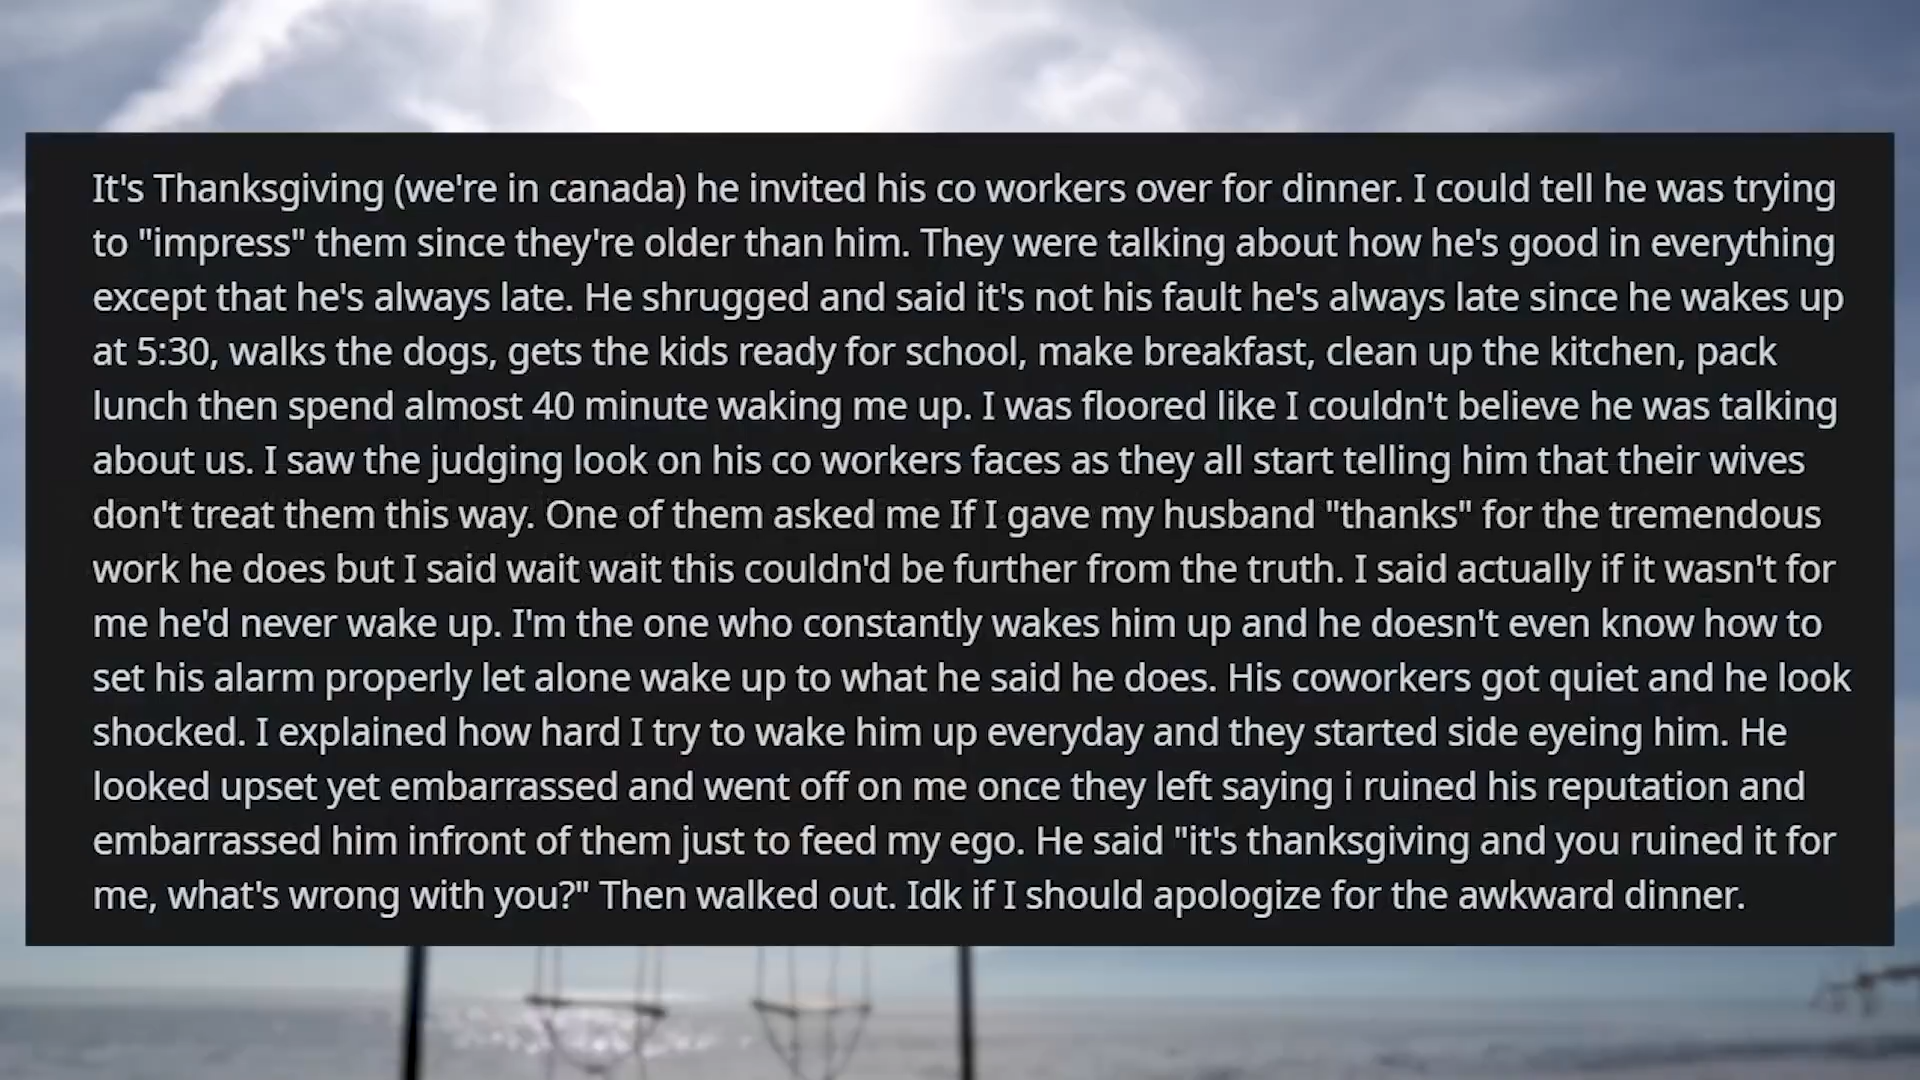 It's Thanksgiving (we're in canada) he invited his co workers over for dinner. I could tell he was trying
to "impress" them since they're older than him. They were talking about how he's good in everything
except that he's always late. He shrugged and said it's not his fault he's always late since he wakes up
at 5:30, walks the dogs, gets the kids ready for school, make breakfast, clean up the kitchen, pack
lunch then spend almost 40 minute waking me up. I was floored like I couldn't believe he was talking
about us. I saw the judging look on his co workers faces as they all start telling him that their wives
don't treat them this way. One of them asked me If I gave my husband "thanks" for the tremendous
work he does but I said wait wait this couldn'd be further from the truth. I said actually if it wasn't for
me he'd never wake up. I'm the one who constantly wakes him up and he doesn't even know how to
set his alarm properly let alone wake up to what he said he does. His coworkers got quiet and he look
shocked. I explained how hard I try to wake him up everyday and they started side eyeing him. He
looked upset yet embarrassed and went off on me once they left saying i ruined his reputation and
embarrassed him infront of them just to feed my ego. He said "it's thanksgiving and you ruined it for
me, what's wrong with you?" Then walked out. Idk if I should apologize for the awkward dinner.